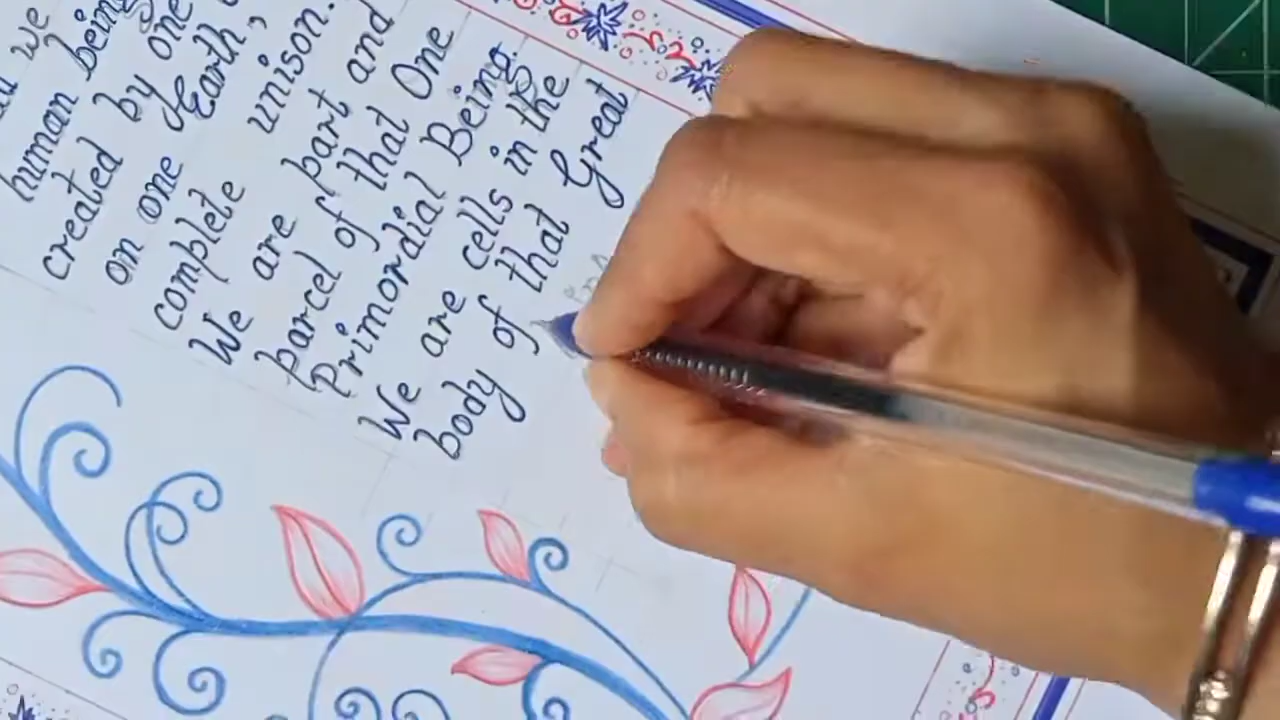 we
human being
created by one
on one Earth,
complete unison.
We are part and
parcel of that One
Primordial Being.
We are cells in the
body of that Great